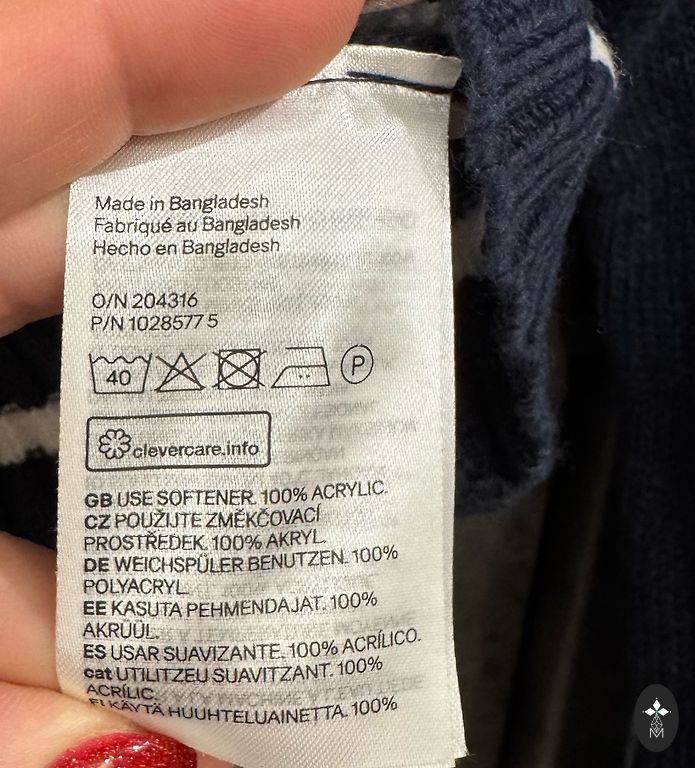 Made in Bangladesh
Fabriqué au Bangladesh
Hecho en Bangladesh
O/N 204316
P/N 1028577 5
40
P
clevercare.info
GB USE SOFTENER. 100% ACRYLIC.
CZ POUŽIJTE ZMĚKČOVACÍ
PROSTŘEDEK. 100% AKRYL.
DE WEICHSPÜLER BENUTZEN. 100%
POLYACRYL.
EE KASUTA PEHMENDAJAT. 100%
AKRÜÜL.
ES USAR SUAVIZANTE. 100% ACRÍLICO.
cat UTILITZEU SUAVITZANT. 100%
ACRÍLIC.
FI KÄYTÄ HUUHTELUAINETTA. 100%
M